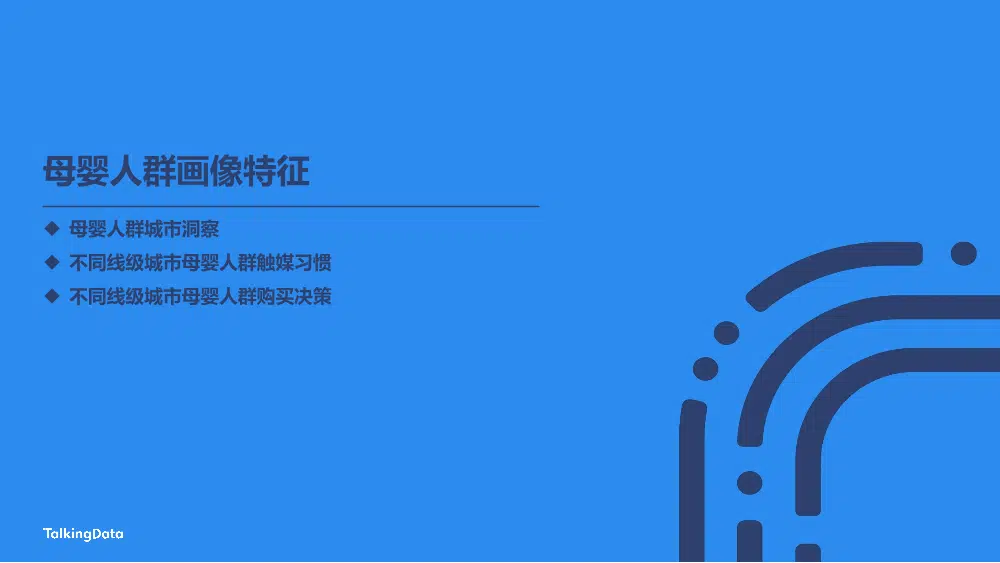 母婴人群画像特征
◆ 母婴人群城市洞察
◆ 不同线级城市母婴人群触媒习惯
◆ 不同线级城市母婴人群购买决策
TalkingData